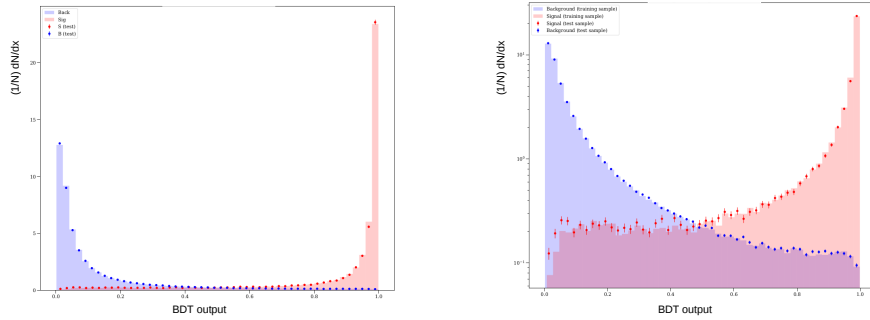 Back
Sig
S (test)
B (test)
(1/N) dN/dx
20
15
10
5
0
0.0
0.2
0.4
0.6
0.8
1.0
BDT output
Background (training sample)
Signal (training sample)
Signal (test sample)
Background (test sample)
(1/N) dN/dx
10¹
10⁰
10⁻¹
0.0
0.2
0.4
0.6
0.8
1.0
BDT output